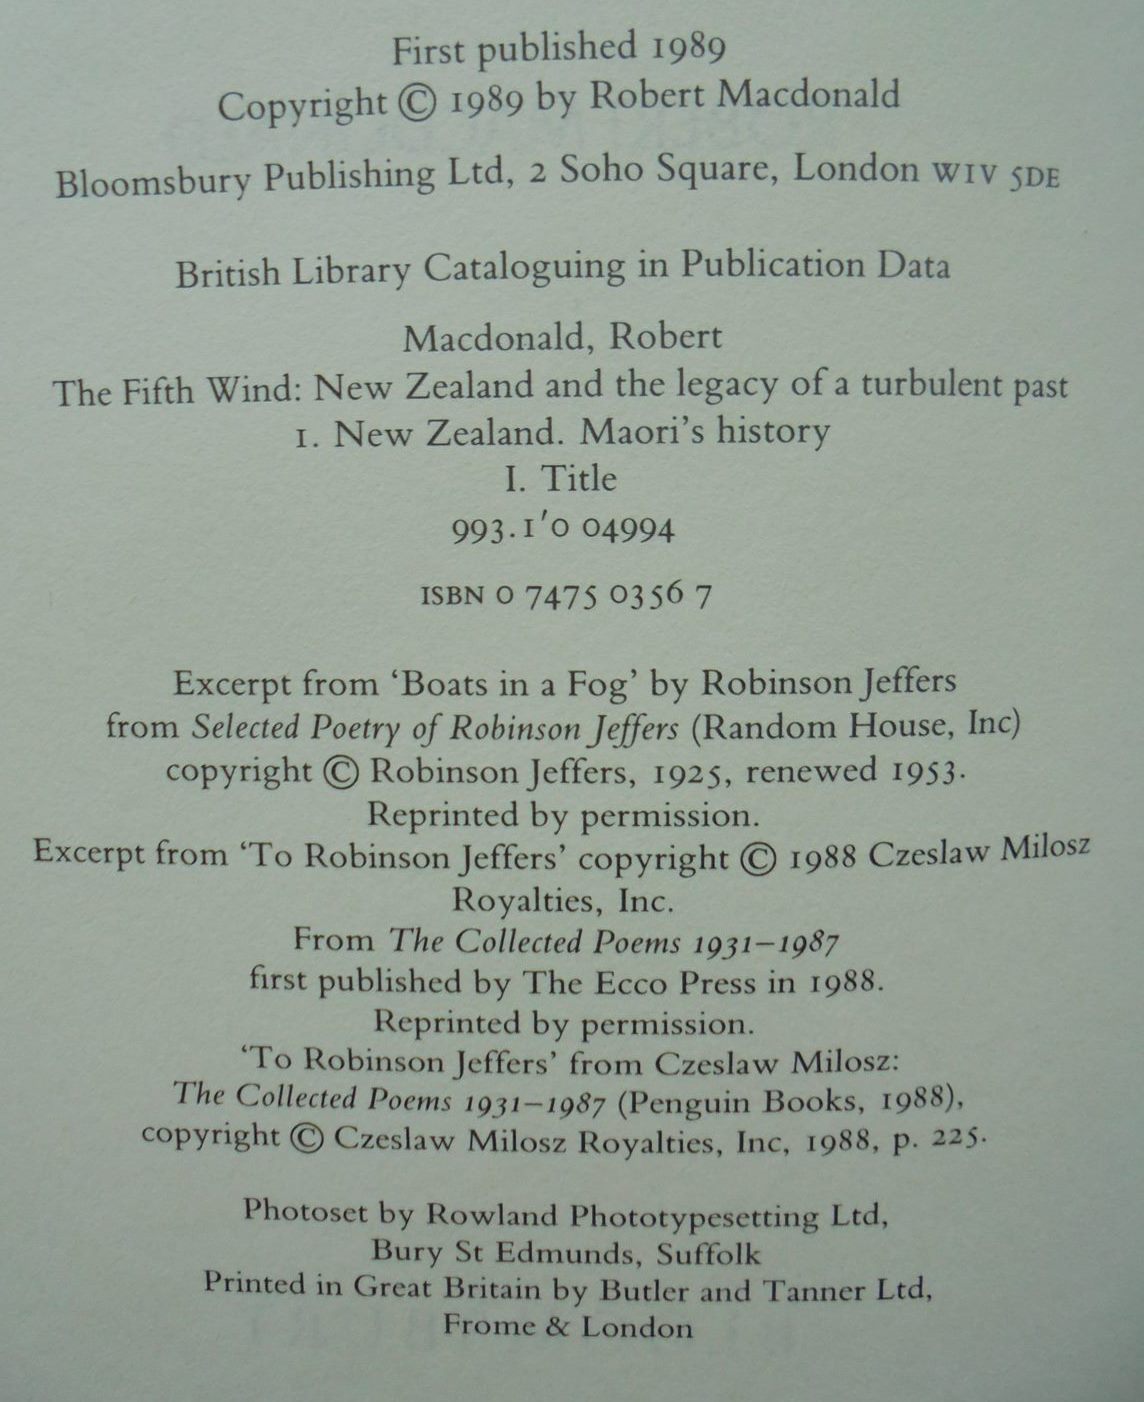 First published 1989
Copyright © 1989 by Robert Macdonald
Bloomsbury Publishing Ltd, 2 Soho Square, London W1V 5DE
British Library Cataloguing in Publication Data
Macdonald, Robert
The Fifth Wind: New Zealand and the legacy of a turbulent past
1. New Zealand. Maori's history
I. Title
993.1'0 04994
ISBN 0 7475 0356 7
Excerpt from ‘Boats in a Fog’ by Robinson Jeffers
from Selected Poetry of Robinson Jeffers (Random House, Inc)
copyright © Robinson Jeffers, 1925, renewed 1953.
Reprinted by permission.
Excerpt from ‘To Robinson Jeffers’ copyright © 1988 Czeslaw Milosz
Royalties, Inc.
From The Collected Poems 1931–1987
first published by The Ecco Press in 1988.
Reprinted by permission.
‘To Robinson Jeffers’ from Czeslaw Milosz:
The Collected Poems 1931–1987 (Penguin Books, 1988),
copyright © Czeslaw Milosz Royalties, Inc, 1988, p. 225.
Photoset by Rowland Phototypesetting Ltd,
Bury St Edmunds, Suffolk
Printed in Great Britain by Butler and Tanner Ltd,
Frome & London